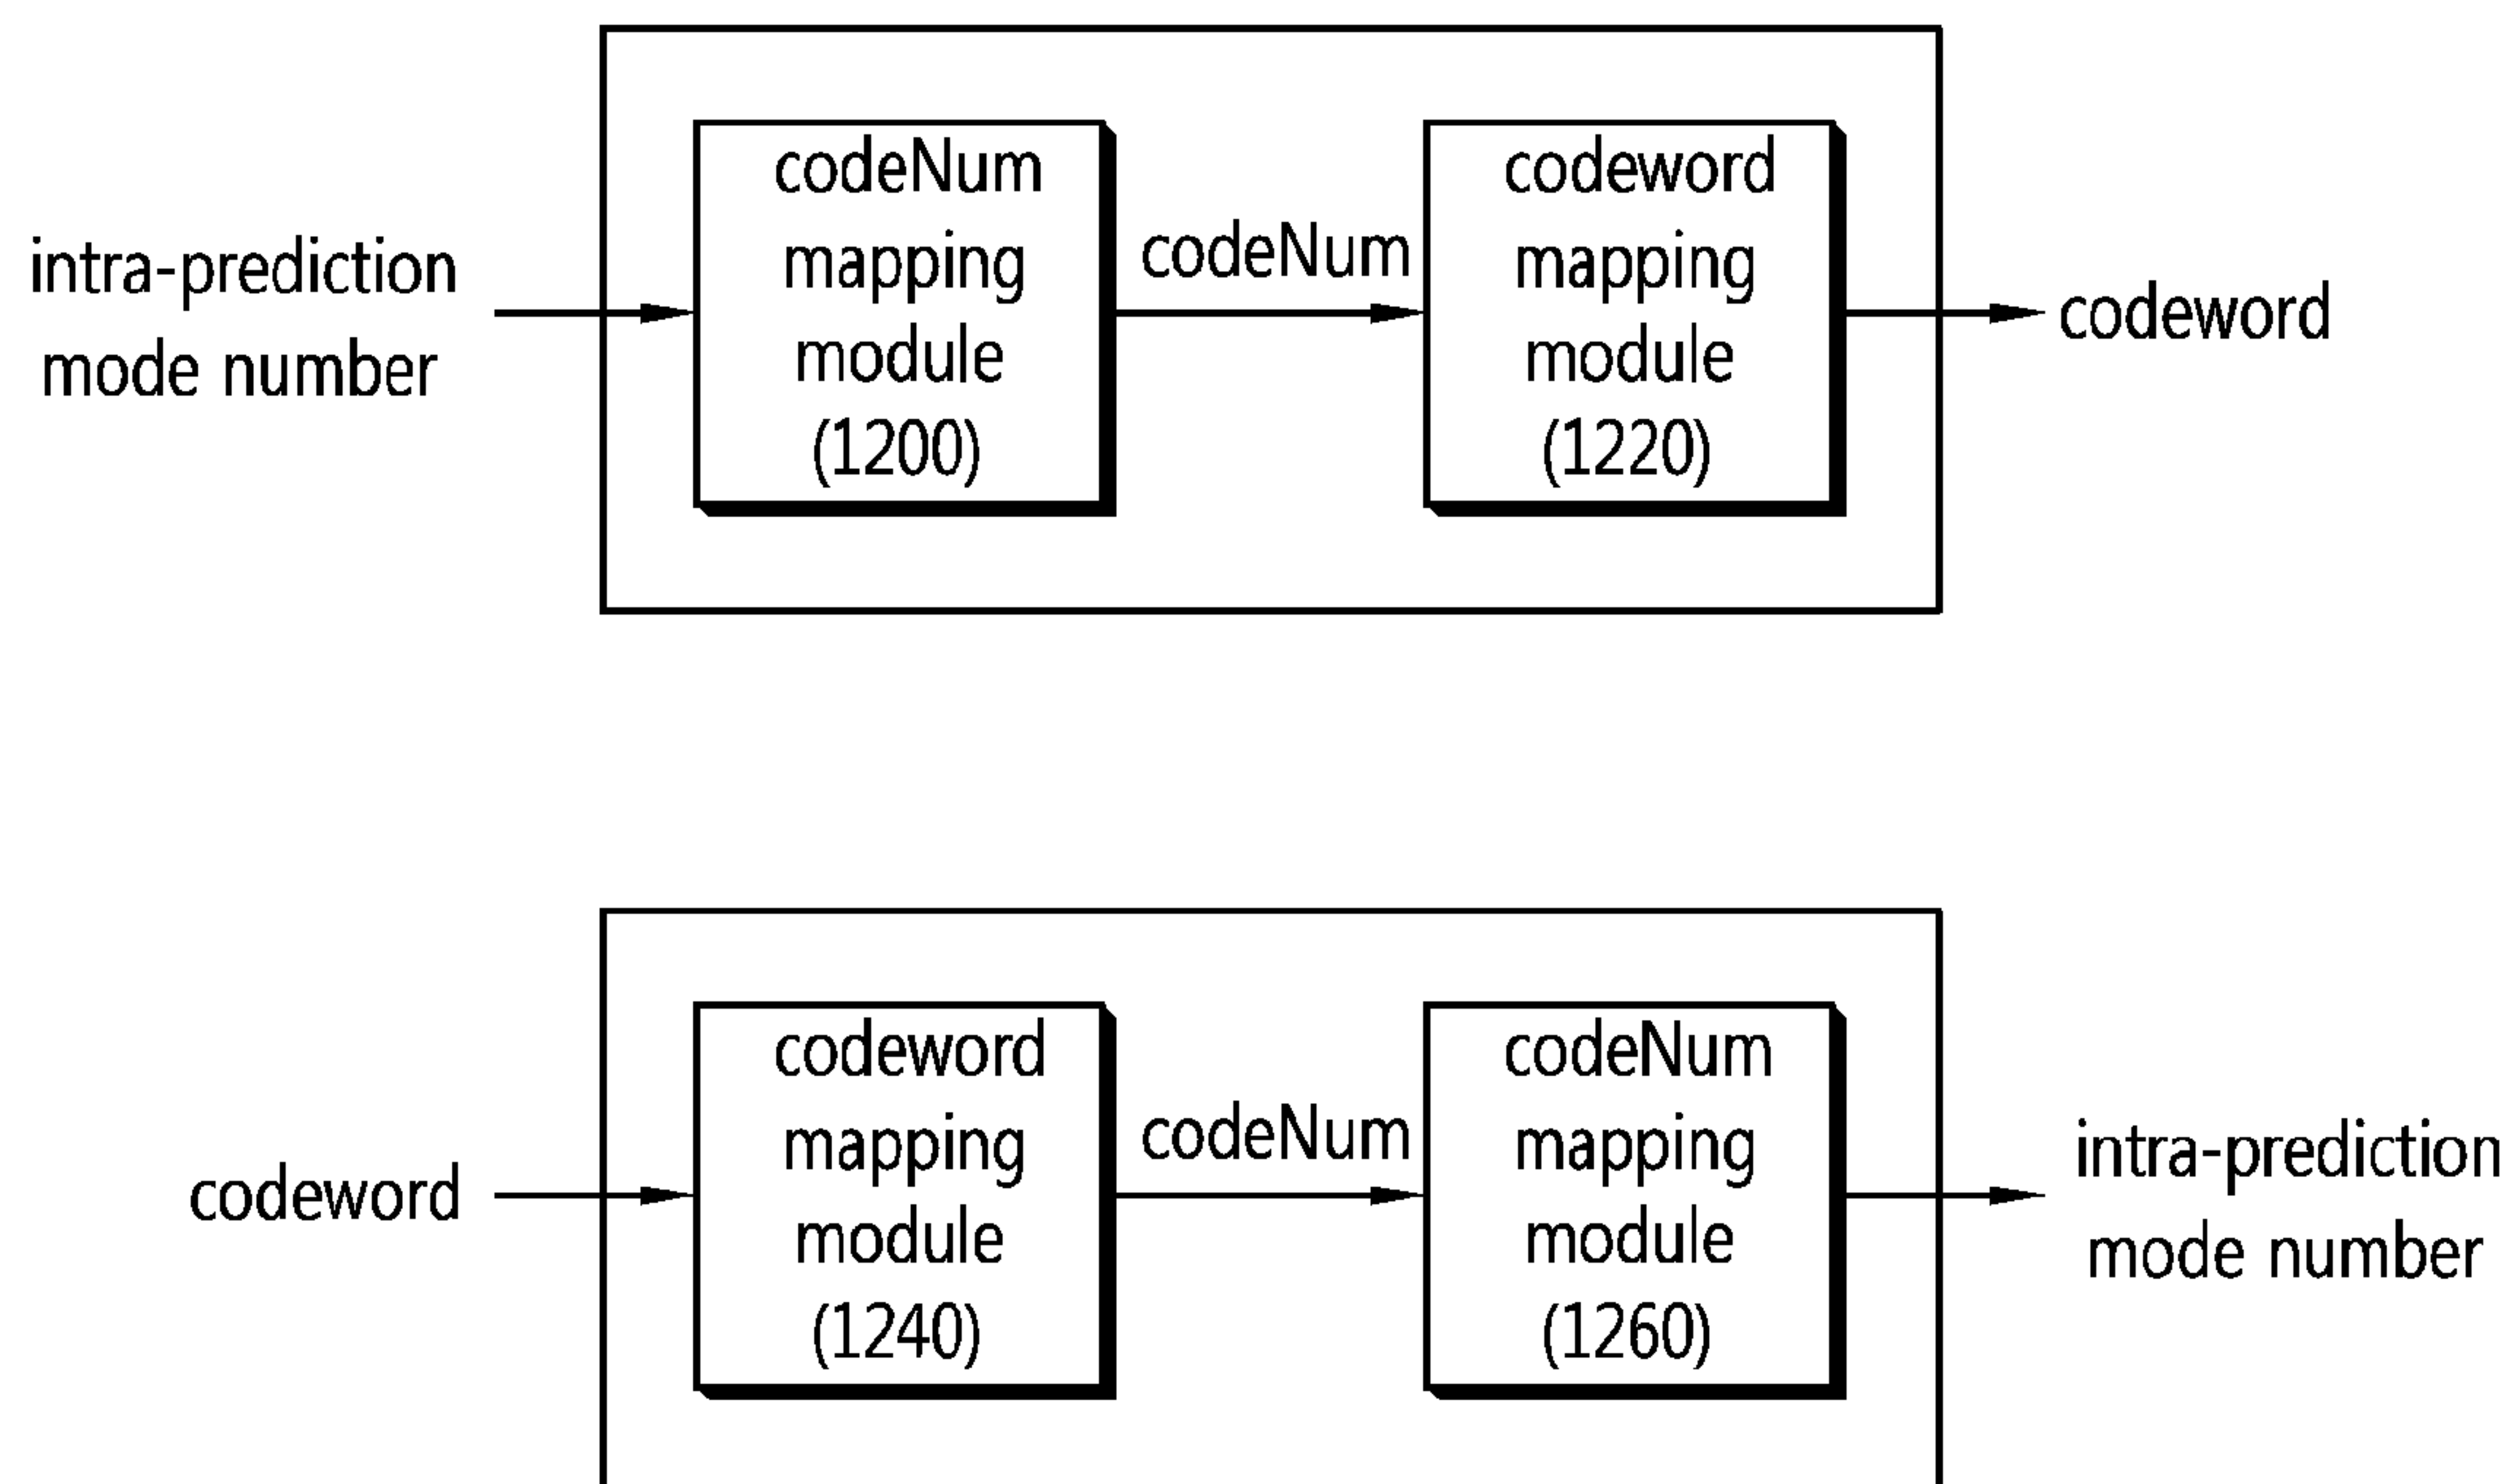 intra-prediction
mode number
codeNum
mapping
module
(1200)
codeNum
codeword
mapping
module
(1220)
codeword
codeword
codeword
mapping
module
(1240)
codeNum
codeNum
mapping
module
(1260)
intra-prediction
mode number